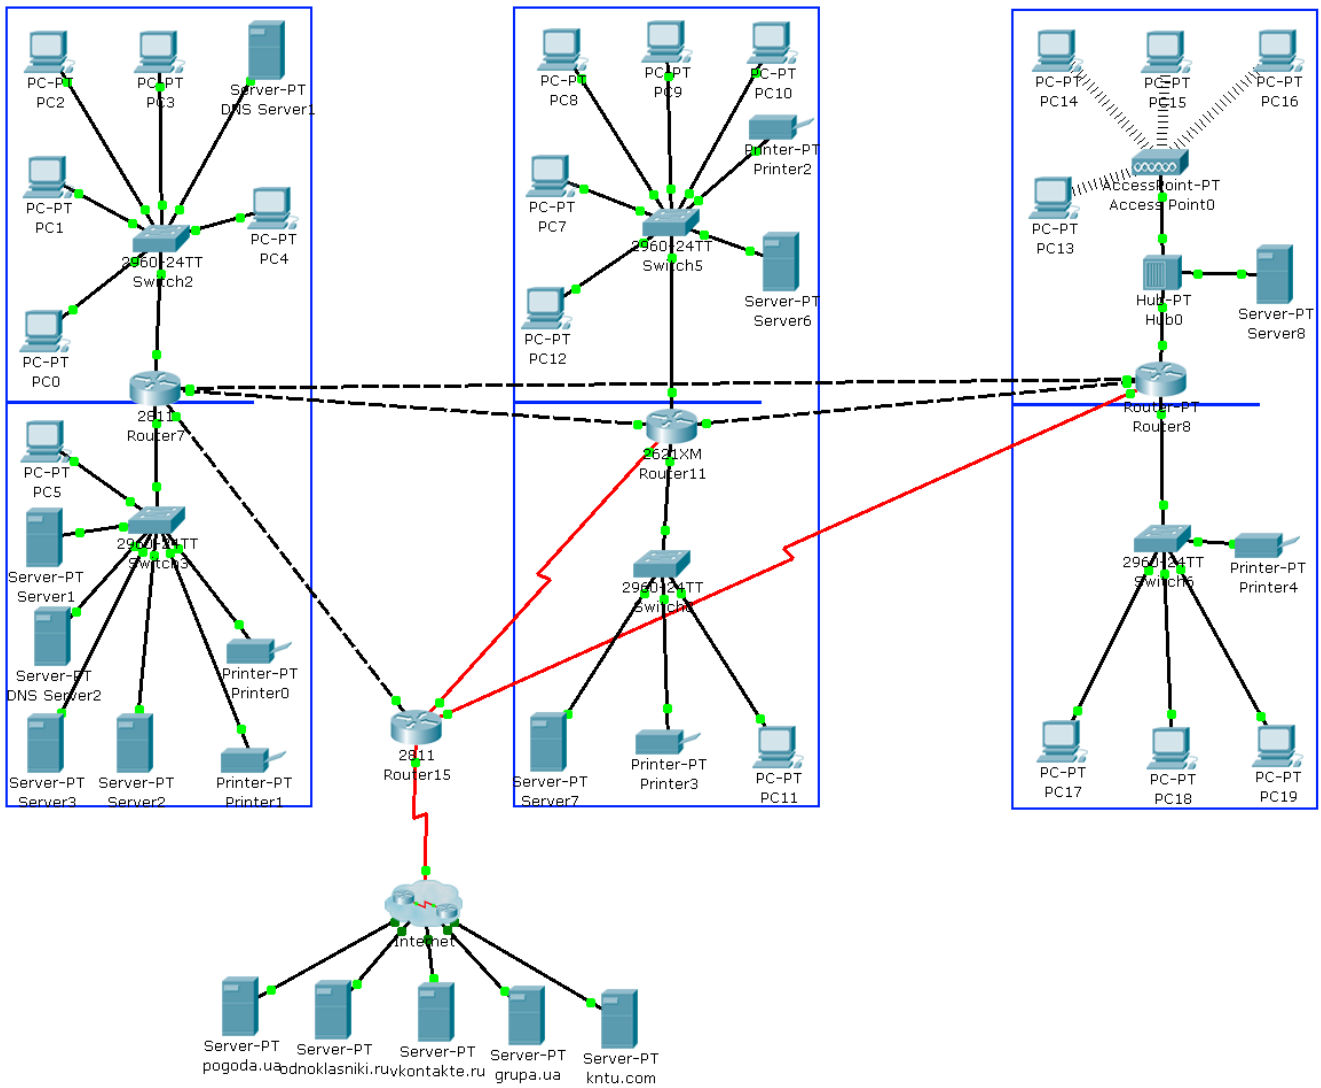 PC-PT
PC2
PC-PT
PC3
Server-PT
DNS Server1
PC-PT
PC1
PC-PT
PC4
2960-24TT
Switch2
PC-PT
PC0
2811
Router7
PC-PT
PC5
2960-24TT
Switch3
Server-PT
Server1
Server-PT
DNS Server2
Printer-PT
Printer0
Server-PT
Server3
Server-PT
Server2
Printer-PT
Printer1
PC-PT
PC8
PC-PT
PC9
PC-PT
PC10
Printer-PT
Printer2
PC-PT
PC7
2960-24TT
Switch5
Server-PT
Server6
PC-PT
PC12
2621XM
Router11
2960-24TT
Server-PT
Server7
Printer-PT
Printer3
PC-PT
PC11
PC-PT
PC14
PC-PT
PC15
PC-PT
PC16
AccessPoint-PT
Access Point0
PC-PT
PC13
Hub-PT
Hub0
Server-PT
Server8
Router-PT
Router8
2960-24TT
Switch6
Printer-PT
Printer4
PC-PT
PC17
PC-PT
PC18
PC-PT
PC19
2811
Router15
Internet
Server-PT
pogoda.ua
Server-PT
odnoklasniki.ru
Server-PT
vkontakte.ru
Server-PT
grupa.ua
Server-PT
kntu.com